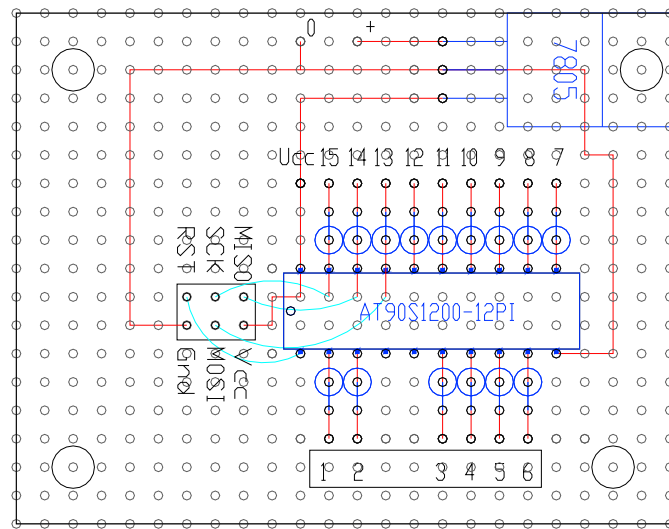 0 +
7805
Ucc 15 14 13 12 11 10 9 8 7
RST SCK MISO
AT90S1200-12PI
Gnd MOSI Vcc
1 2 3 4 5 6